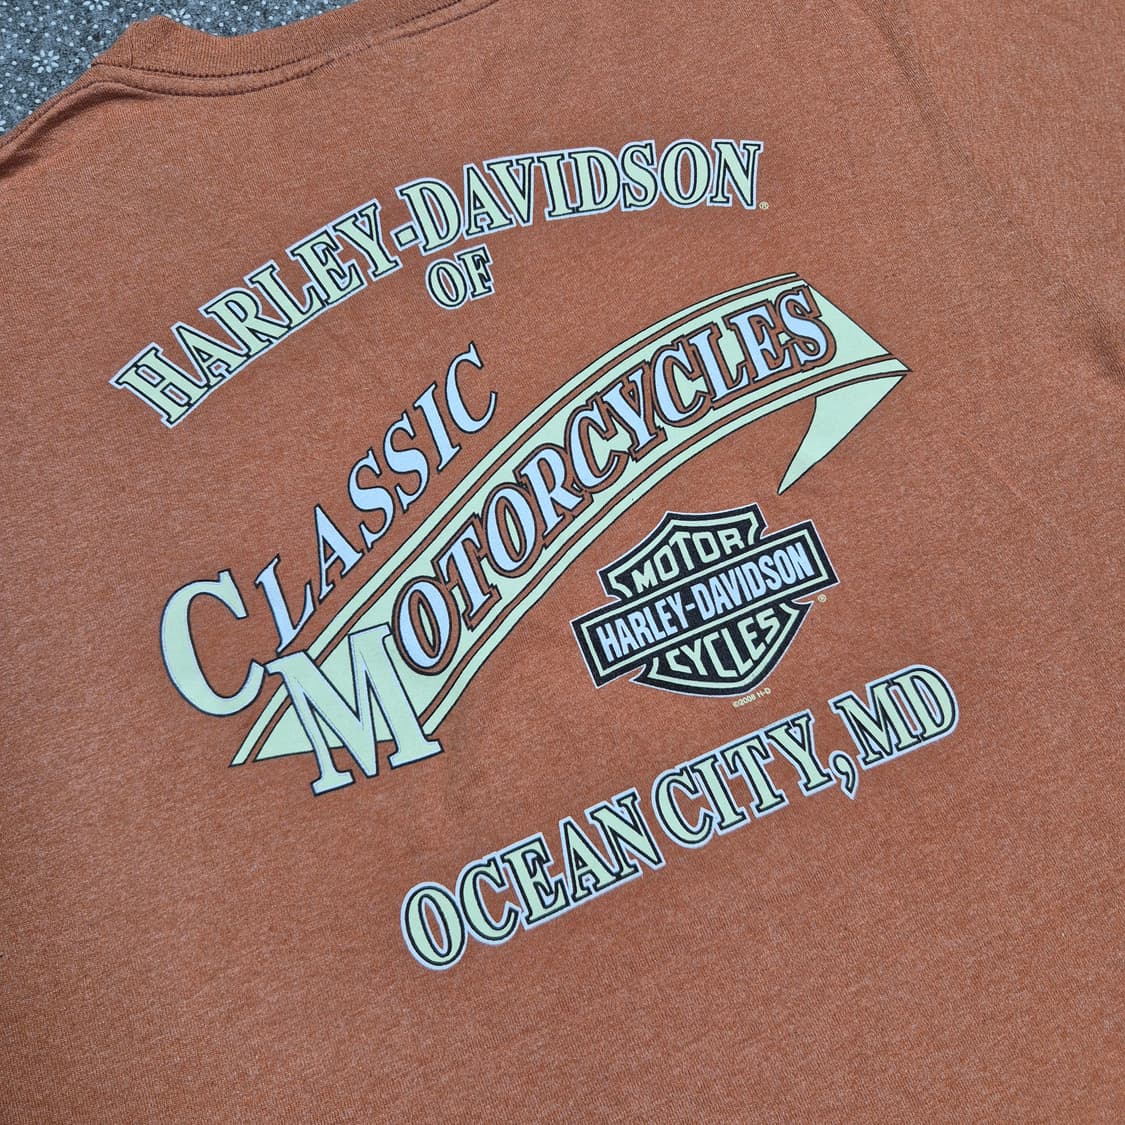 HARLEY-DAVIDSON®
OF
CLASSIC
MOTORCYCLES
MOTOR
HARLEY-DAVIDSON
CYCLES
®
©2008 H-D
OCEAN CITY, MD